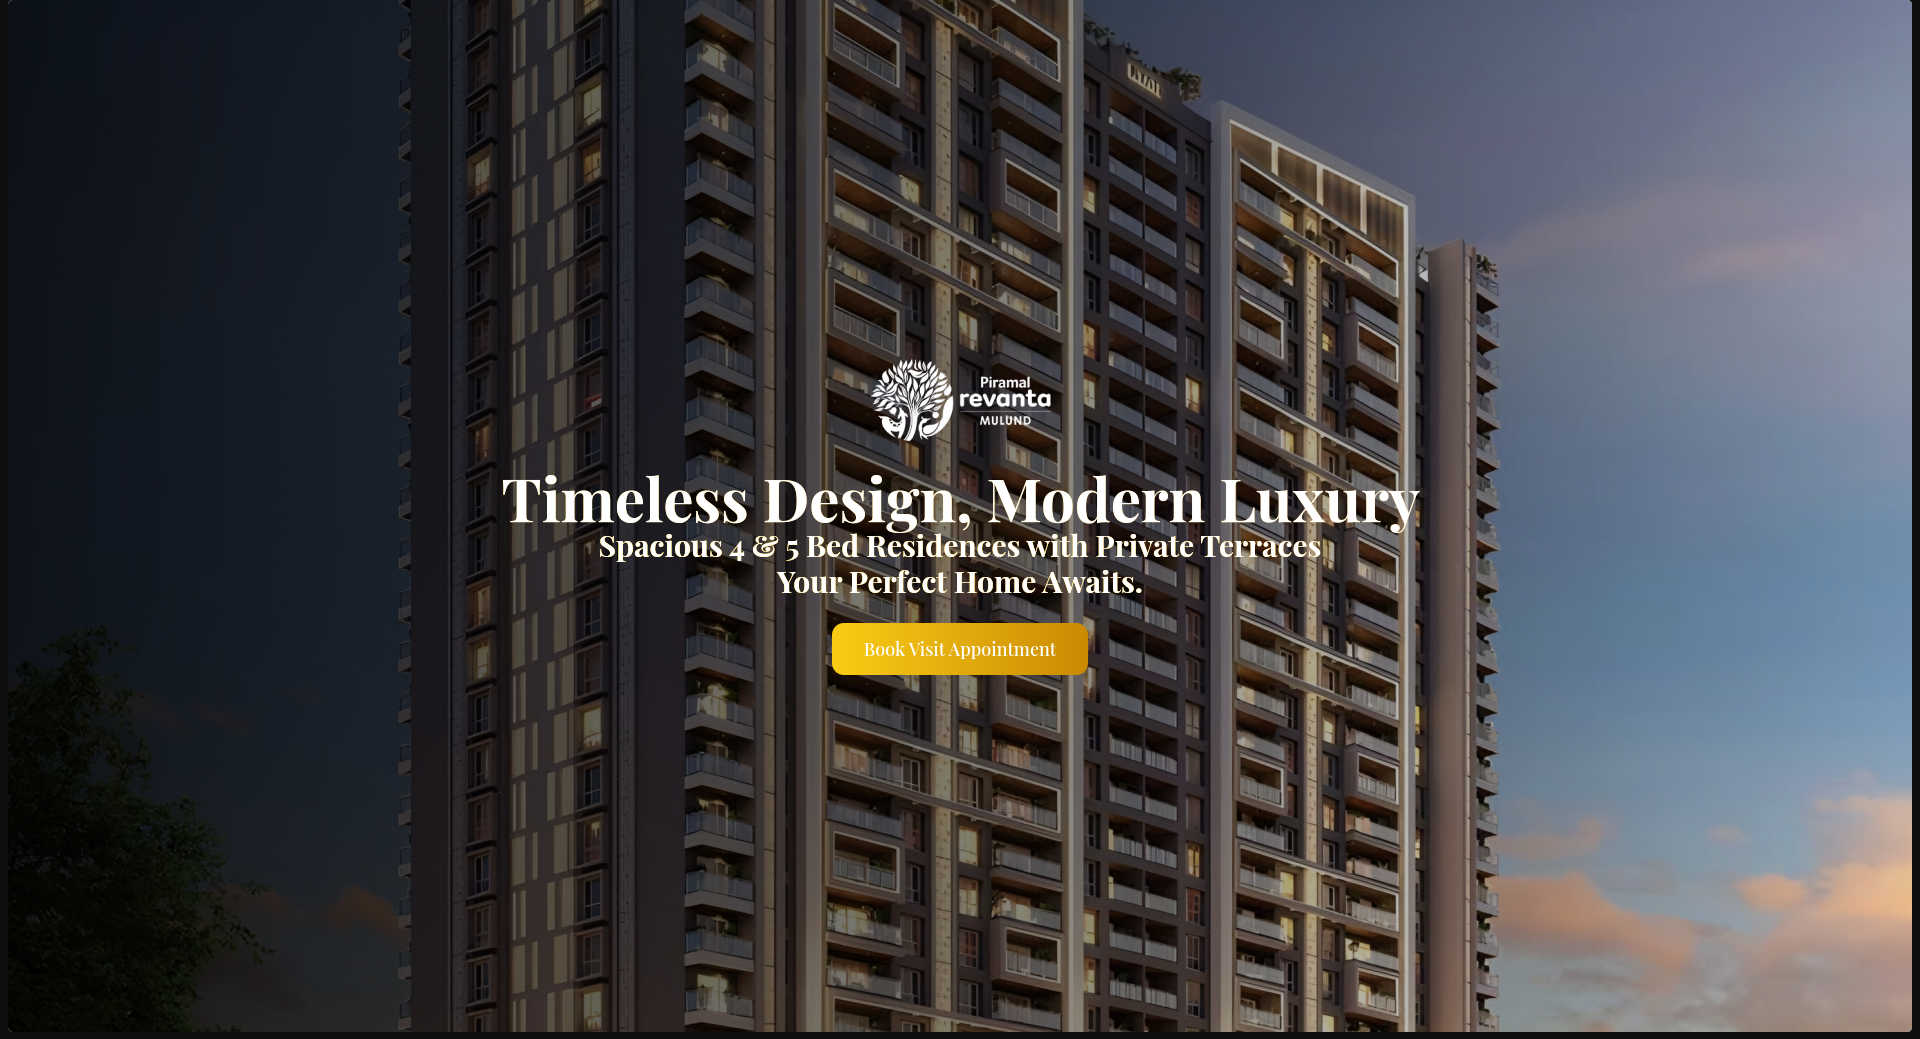 Piramal
revanta
MULUND
Timeless Design, Modern Luxury
Spacious 4 & 5 Bed Residences with Private Terraces
Your Perfect Home Awaits.
Book Visit Appointment